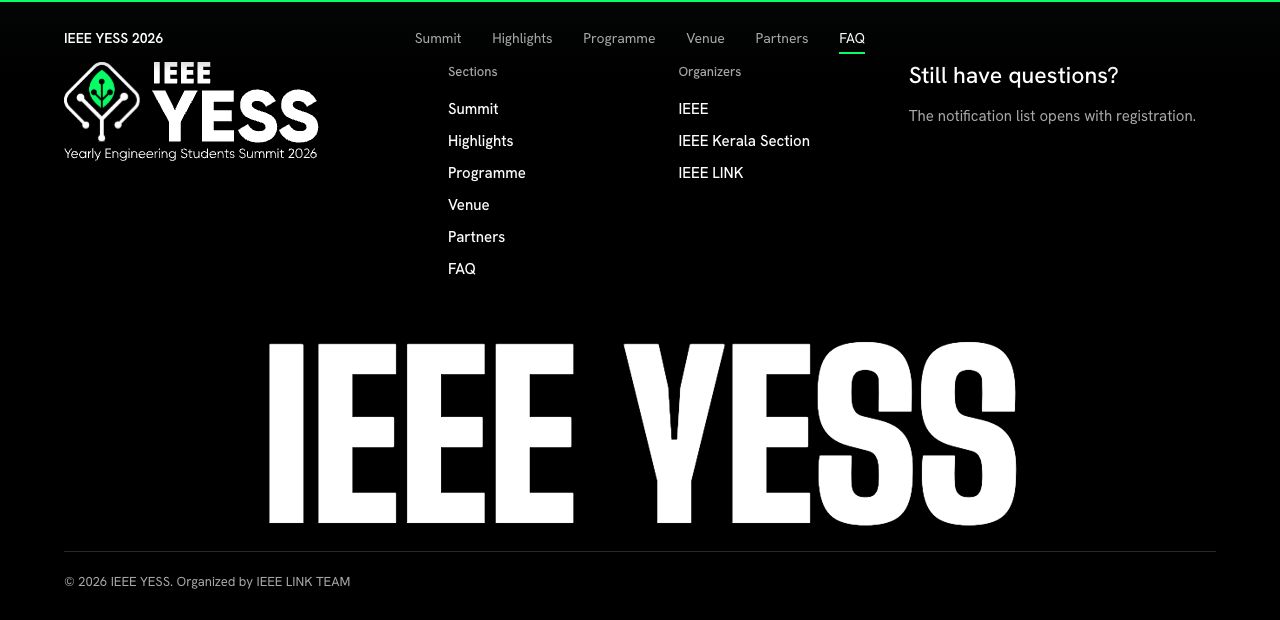 IEEE YESS 2026
Summit Highlights Programme Venue Partners FAQ
IEEE
YESS
Yearly Engineering Students Summit 2026
Sections
Summit
Highlights
Programme
Venue
Partners
FAQ
Organizers
IEEE
IEEE Kerala Section
IEEE LINK
Still have questions?
The notification list opens with registration.
IEEE YESS
© 2026 IEEE YESS. Organized by IEEE LINK TEAM